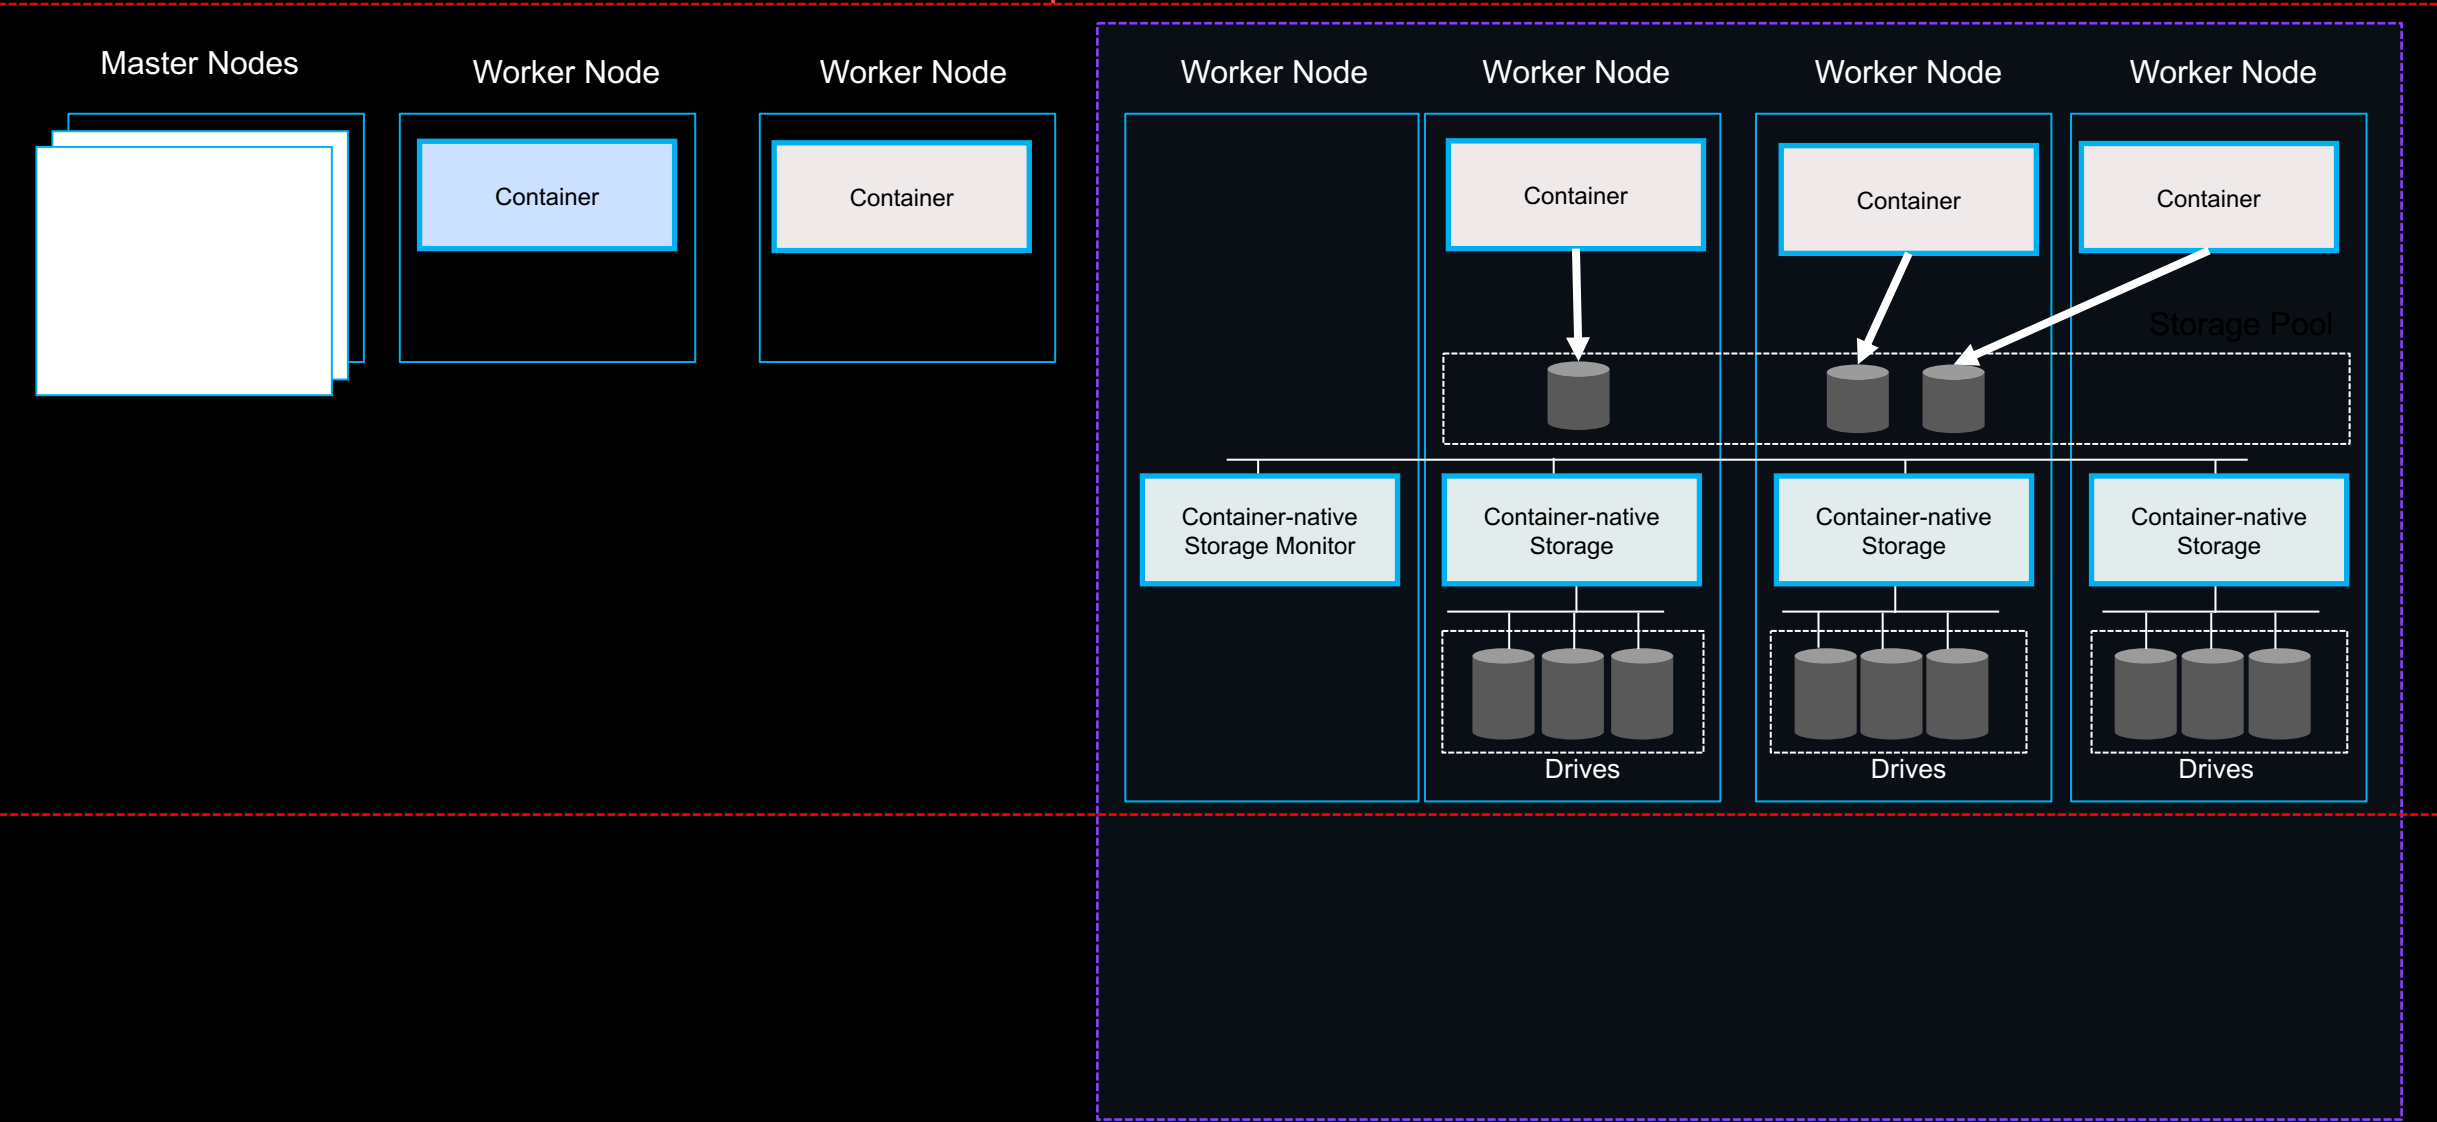 Master Nodes
Worker Node
Worker Node
Worker Node
Worker Node
Worker Node
Worker Node
Container
Container
Container
Container
Container
Storage Pool
Container-native
Storage Monitor
Container-native
Storage
Container-native
Storage
Container-native
Storage
Drives
Drives
Drives